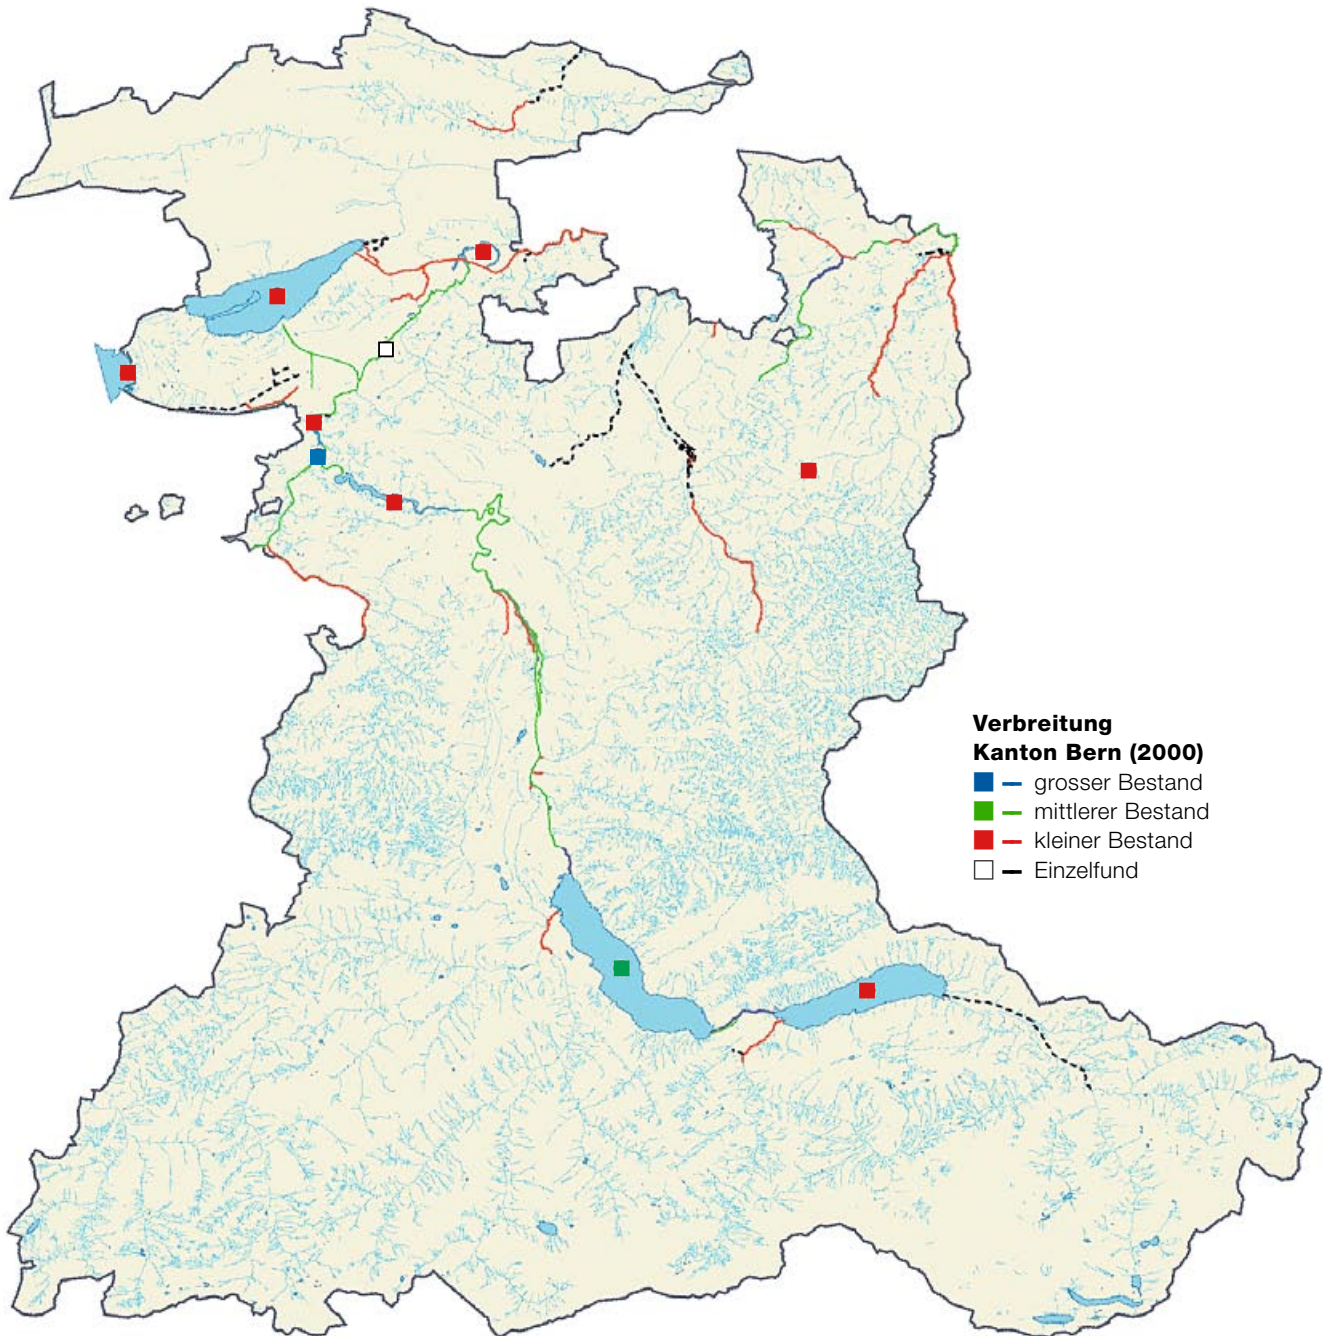 Verbreitung
Kanton Bern (2000)
grosser Bestand
mittlerer Bestand
kleiner Bestand
Einzelfund